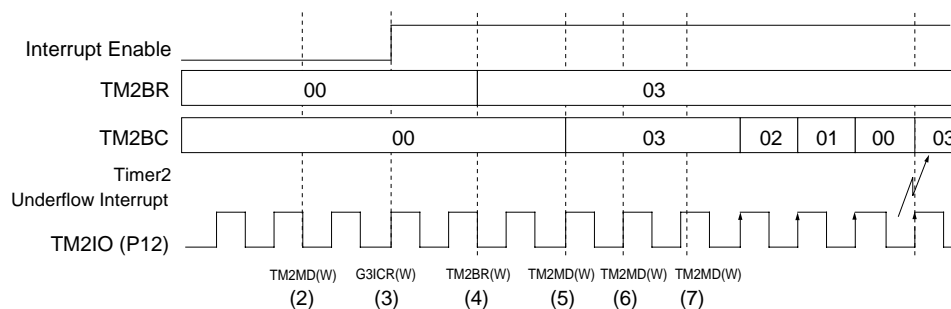 Interrupt Enable
TM2BR 00 03
TM2BC 00 03 02 01 00 03
Timer2
Underflow Interrupt
TM2IO (P12)
TM2MD(W) G3ICR(W) TM2BR(W) TM2MD(W) TM2MD(W) TM2MD(W)
(2) (3) (4) (5) (6) (7)